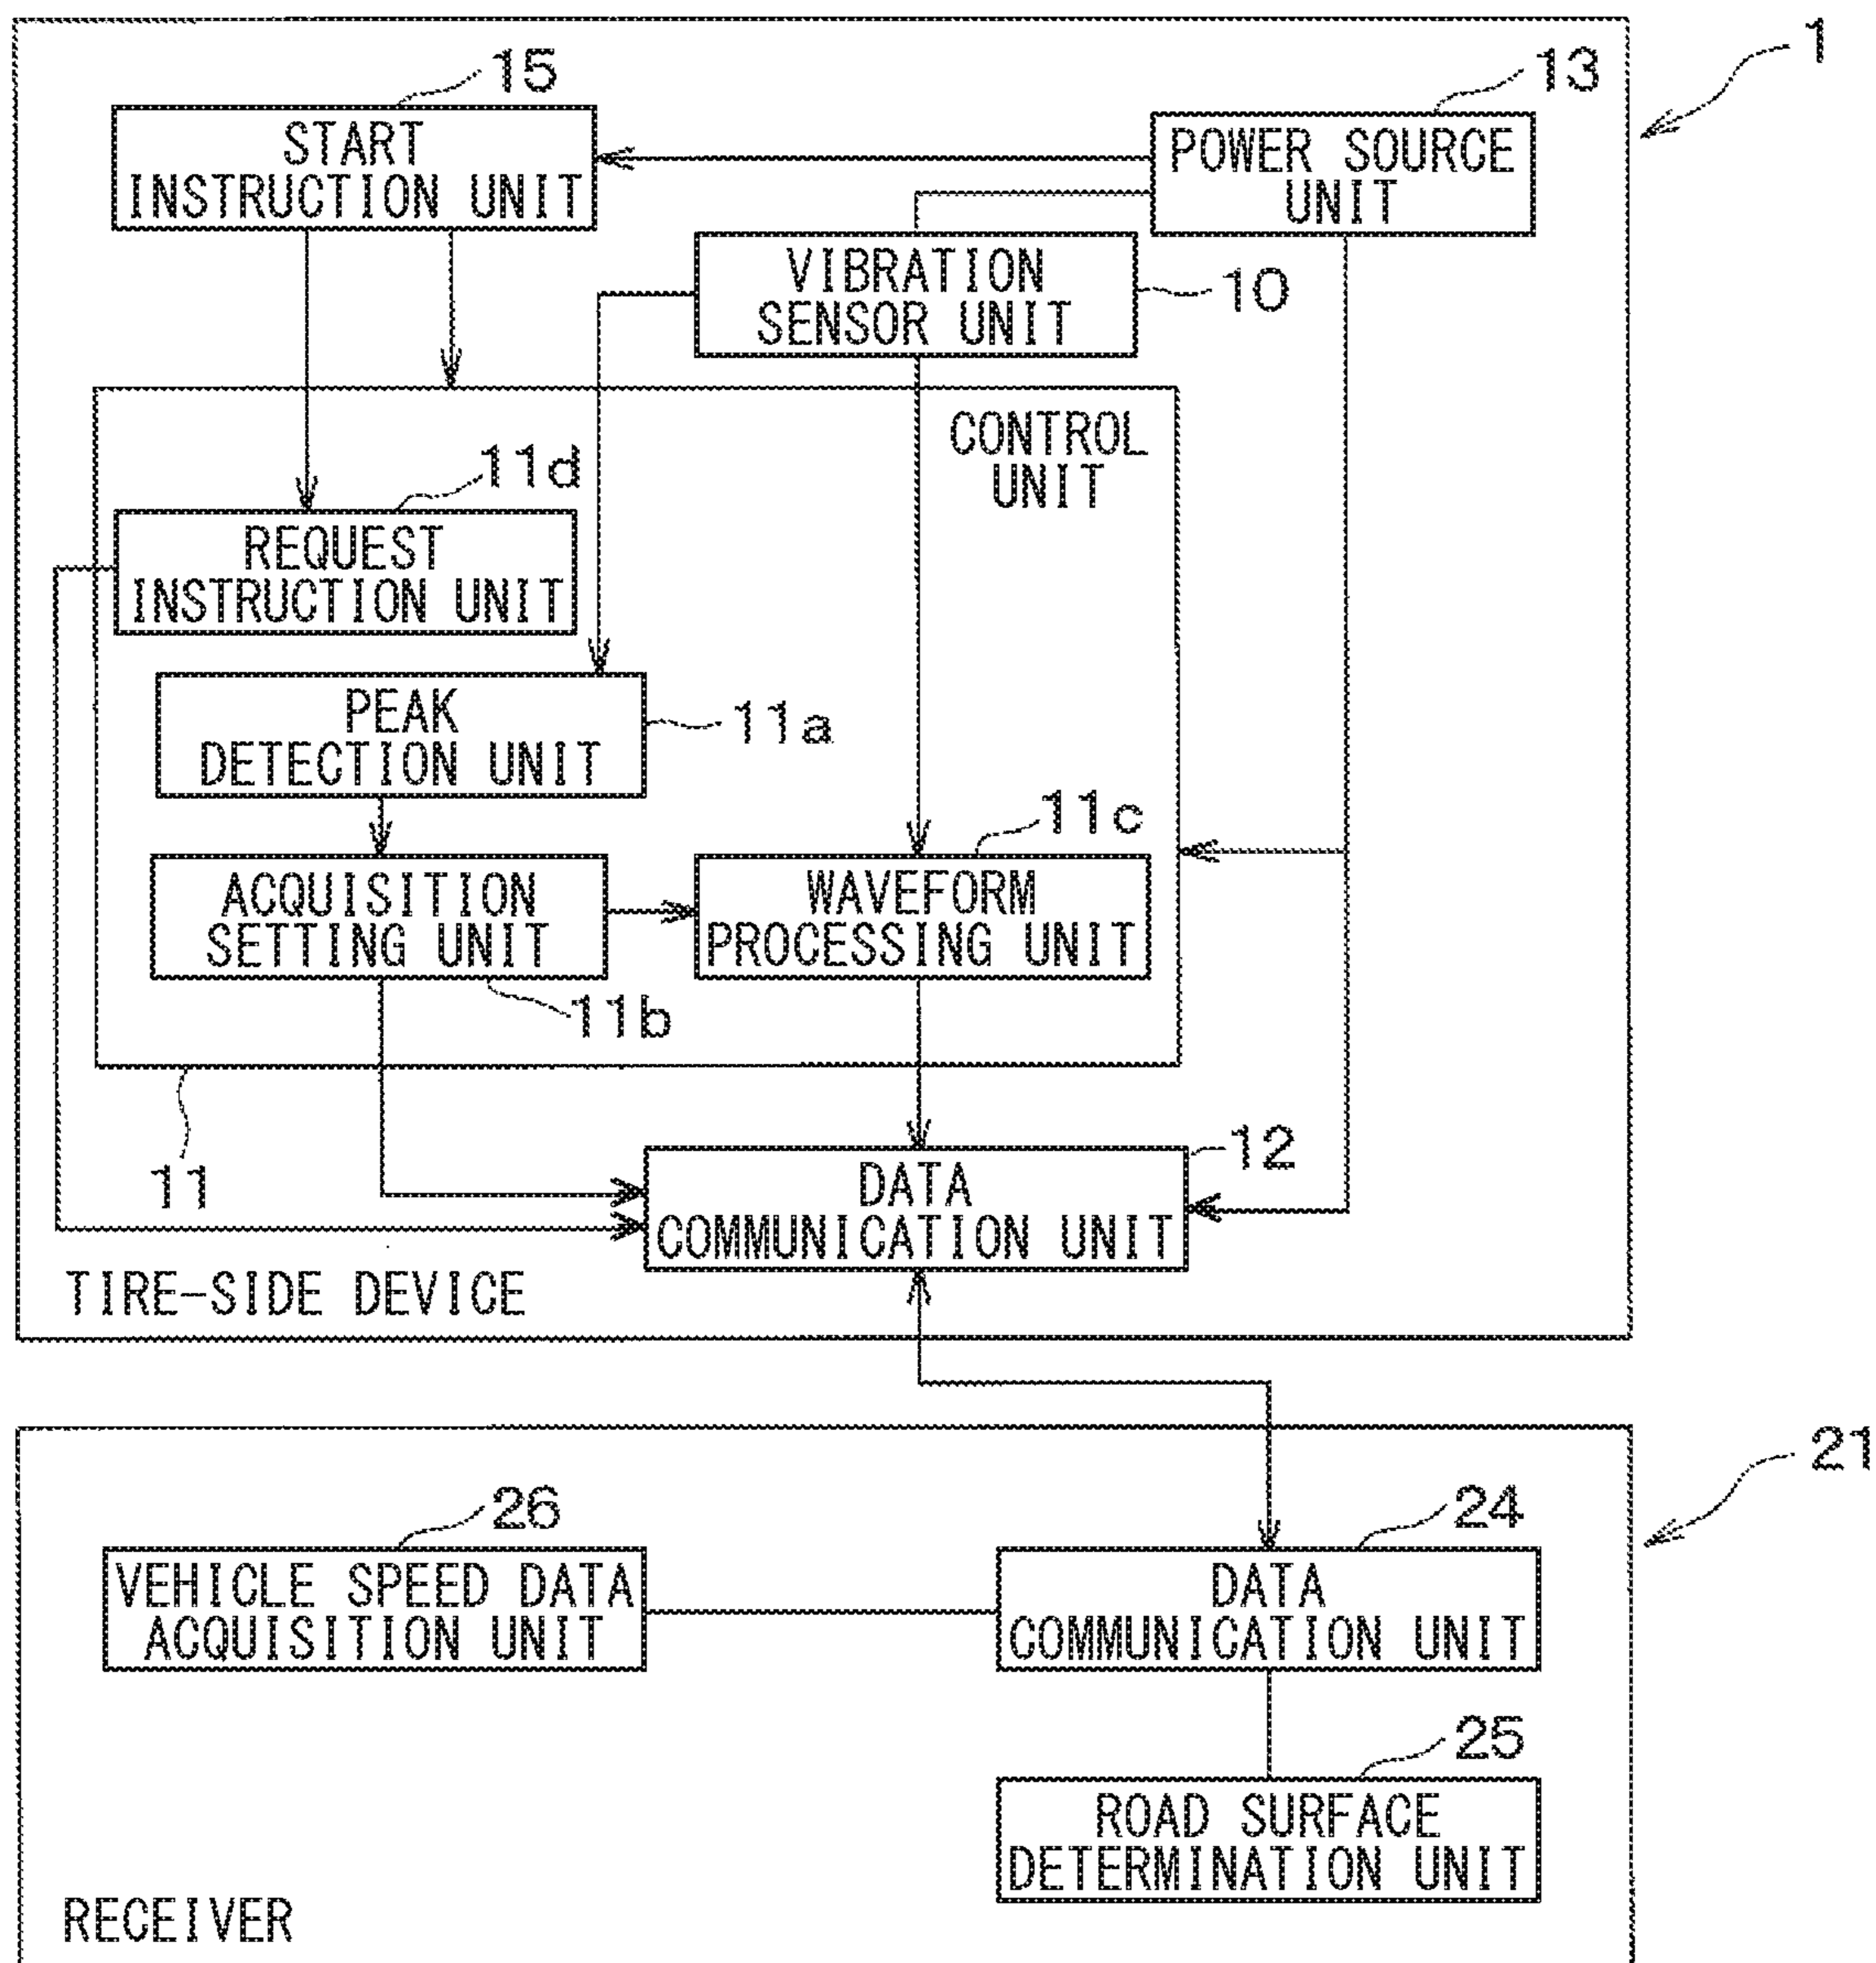 1
15
13
START
INSTRUCTION UNIT
POWER SOURCE
UNIT
VIBRATION
SENSOR UNIT
10
CONTROL
UNIT
11d
REQUEST
INSTRUCTION UNIT
PEAK
DETECTION UNIT
11a
11c
ACQUISITION
SETTING UNIT
WAVEFORM
PROCESSING UNIT
11b
11
12
DATA
COMMUNICATION UNIT
TIRE-SIDE DEVICE
21
26
24
VEHICLE SPEED DATA
ACQUISITION UNIT
DATA
COMMUNICATION UNIT
25
ROAD SURFACE
DETERMINATION UNIT
RECEIVER